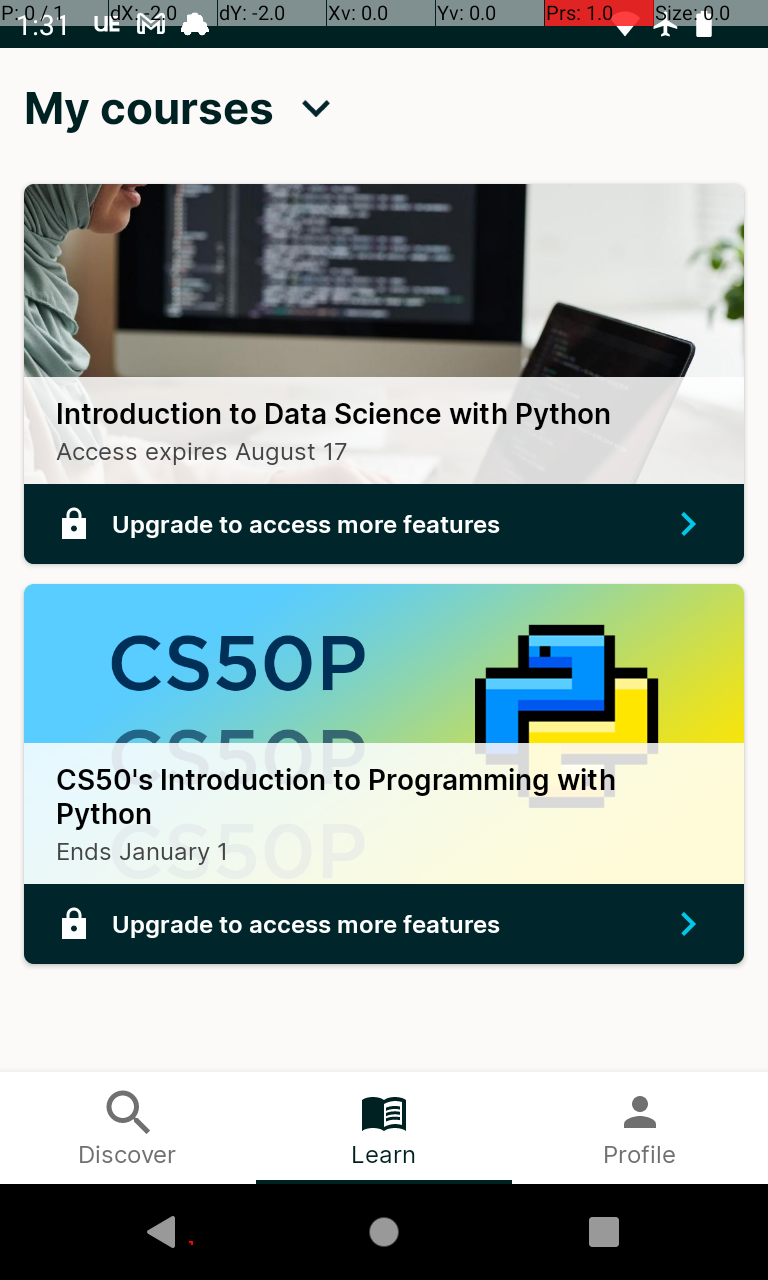 P: 0 / 1 dX: -2.0 dY: -2.0 Xv: 0.0 Yv: 0.0 Prs: 1.0 Size: 0.0
1:31 UE
My courses
Introduction to Data Science with Python
Access expires August 17
Upgrade to access more features
CS50P
CS50P
CS50's Introduction to Programming with
Python
CS50P
Ends January 1
Upgrade to access more features
Discover Learn Profile